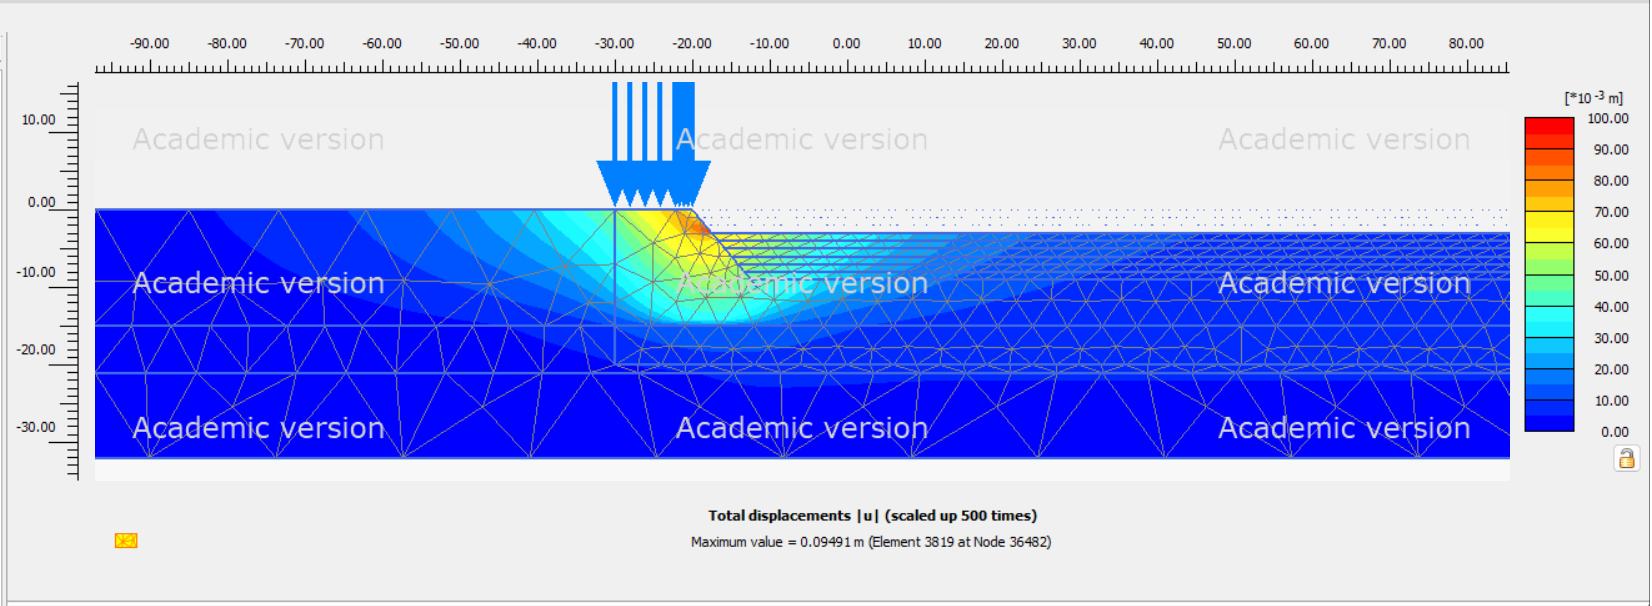 -90.00 -80.00 -70.00 -60.00 -50.00 -40.00 -30.00 -20.00 -10.00 0.00 10.00 20.00 30.00 40.00 50.00 60.00 70.00 80.00
[*10 -3 m]
100.00
10.00
Academic version Academic version Academic version
90.00
80.00
70.00
0.00
60.00
50.00
-10.00
Academic version Academic version Academic version
40.00
30.00
-20.00
20.00
10.00
-30.00
Academic version Academic version Academic version
0.00
Total displacements |u| (scaled up 500 times)
Maximum value = 0.09491 m (Element 3819 at Node 36482)